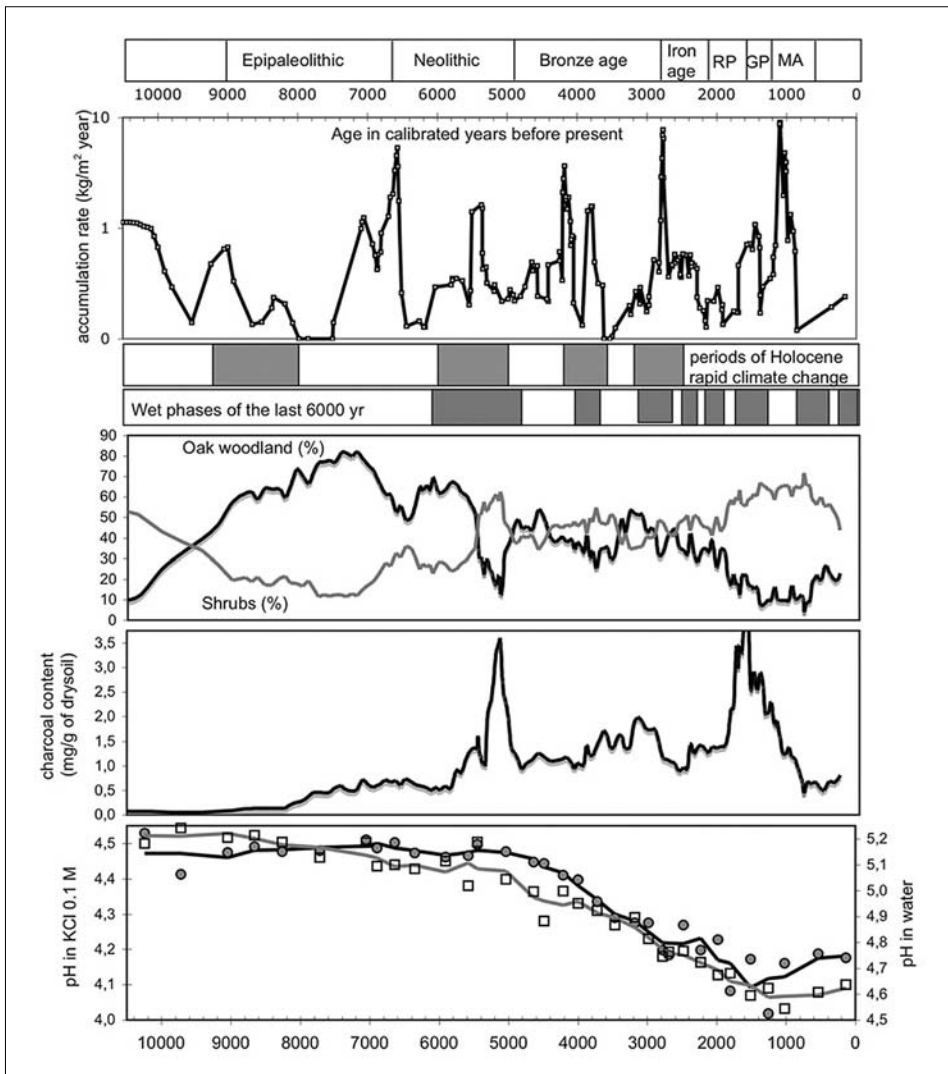 Epipaleolithic Neolithic Bronze age Iron age RP GP MA
10000 9000 8000 7000 6000 5000 4000 3000 2000 1000 0
Age in calibrated years before present
accumulation rate (kg/m² year)
10
1
0
periods of Holocene
rapid climate change
Wet phases of the last 6000 yr
Oak woodland (%)
90
80
70
60
50
40
30
20
10
0
Shrubs (%)
charcoal content
(mg/g of drysoil)
3,5
3,0
2,5
2,0
1,5
1,0
0,5
0,0
pH in KCl 0.1 M
4,5
4,4
4,3
4,2
4,1
4,0
5,2
5,1
5,0
4,9
4,8
4,7
4,6
4,5
pH in water
10000 9000 8000 7000 6000 5000 4000 3000 2000 1000 0